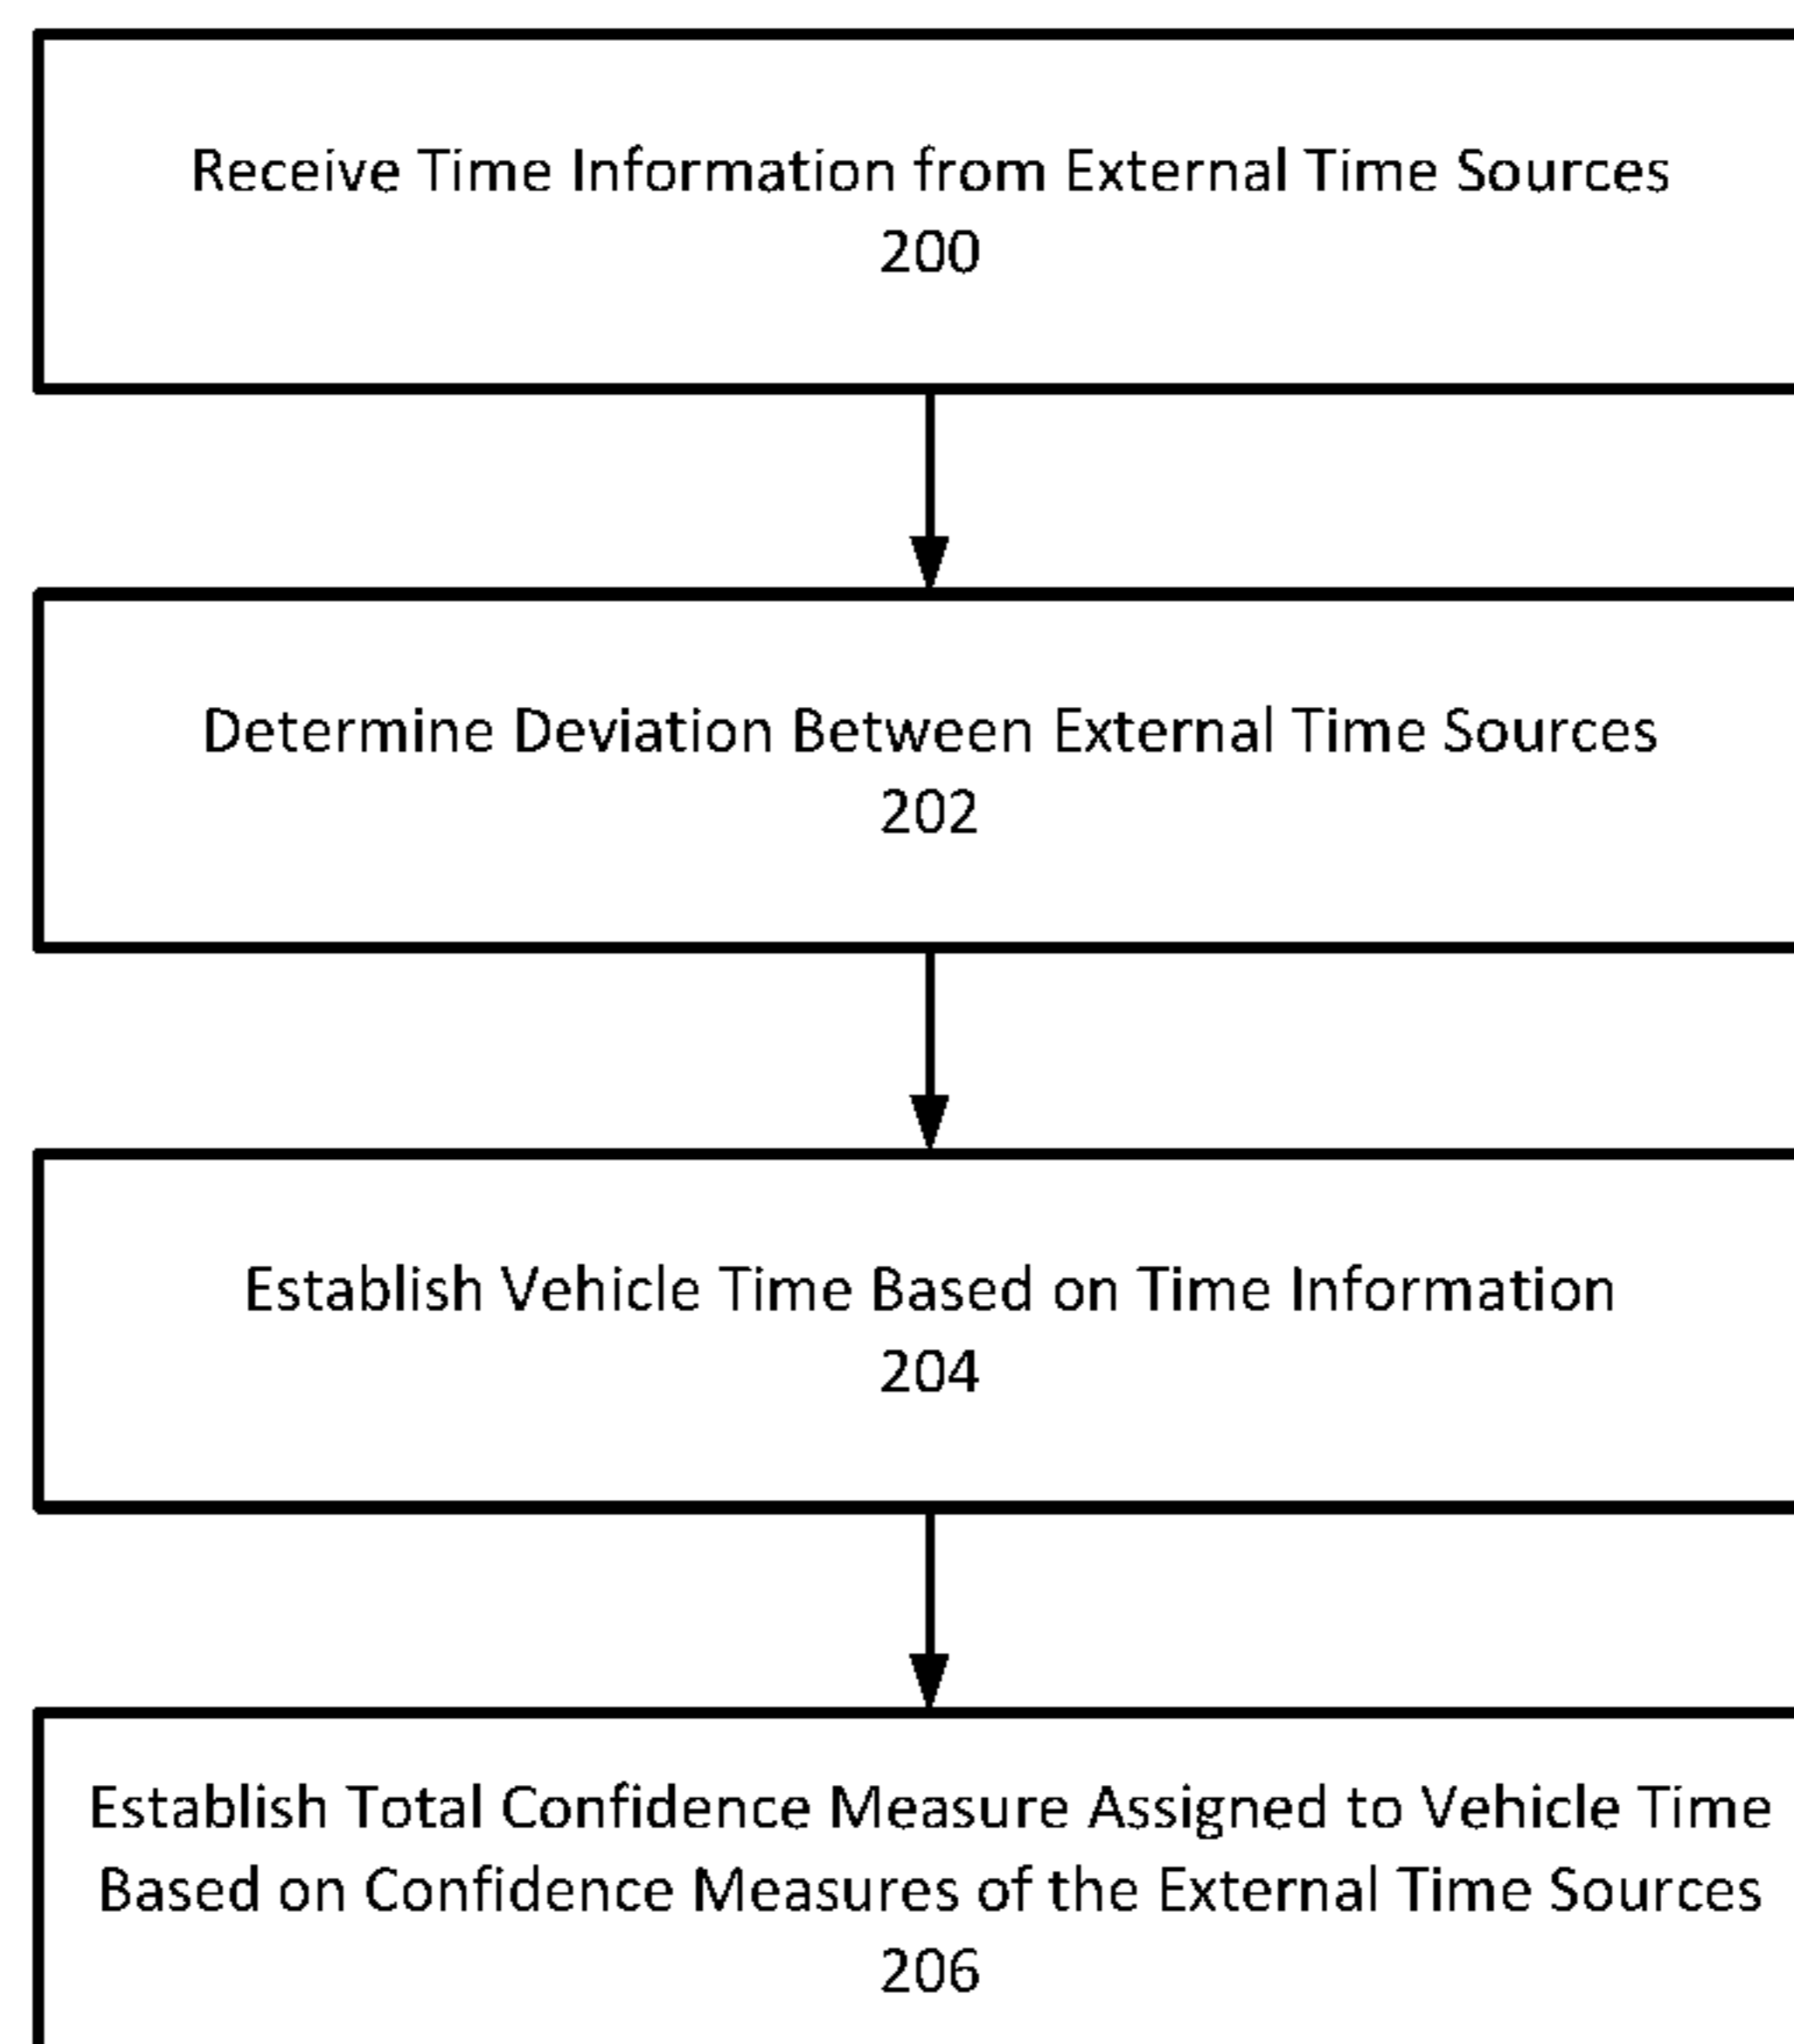 Receive Time Information from External Time Sources
200
Determine Deviation Between External Time Sources
202
Establish Vehicle Time Based on Time Information
204
Establish Total Confidence Measure Assigned to Vehicle Time
Based on Confidence Measures of the External Time Sources
206